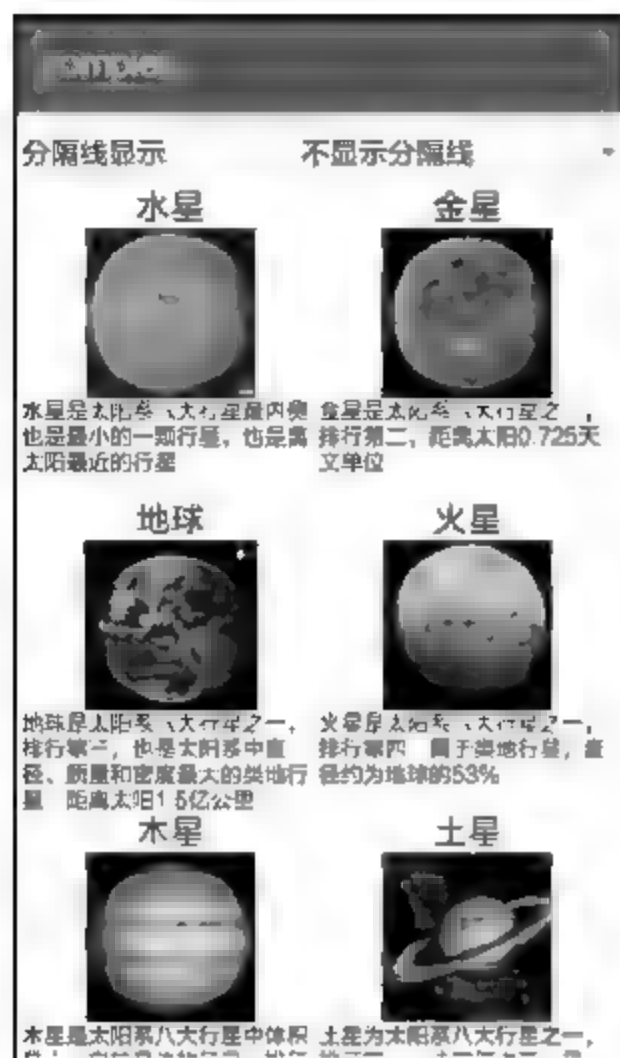 分隔线显示 不显示分隔线
水星 金星
水星是太阳系八大行星最内侧
也是最小的一颗行星，也是离
太阳最近的行星
金星是太阳系八大行星之一，
排行第二，距离太阳0.725天
文单位
地球 火星
地球是太阳系八大行星之一，
排行第三，也是太阳系中直
径、质量和密度最大的类地行
星 距离太阳1.5亿公里
火星是太阳系八大行星之一，
排行第四 属于类地行星，直
径约为地球的53%
木星 土星
木星是太阳系八大行星中体积
土星为太阳系八大行星之一，